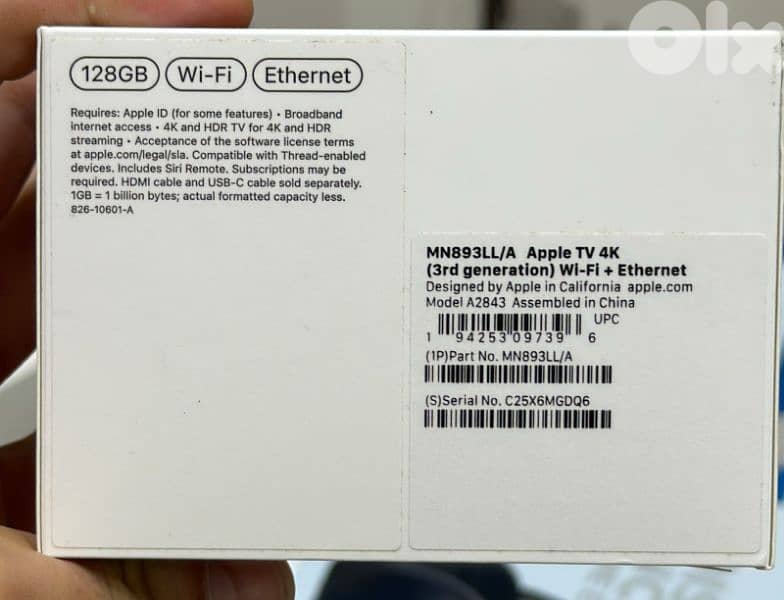 olx
128GB Wi-Fi Ethernet
Requires: Apple ID (for some features) • Broadband
internet access • 4K and HDR TV for 4K and HDR
streaming • Acceptance of the software license terms
at apple.com/legal/sla. Compatible with Thread-enabled
devices. Includes Siri Remote. Subscriptions may be
required. HDMI cable and USB-C cable sold separately.
1GB = 1 billion bytes; actual formatted capacity less.
826-10601-A
MN893LL/A Apple TV 4K
(3rd generation) Wi-Fi + Ethernet
Designed by Apple in California apple.com
Model A2843 Assembled in China
UPC
1 94253 09739 6
(1P)Part No. MN893LL/A
(S)Serial No. C25X6MGDQ6